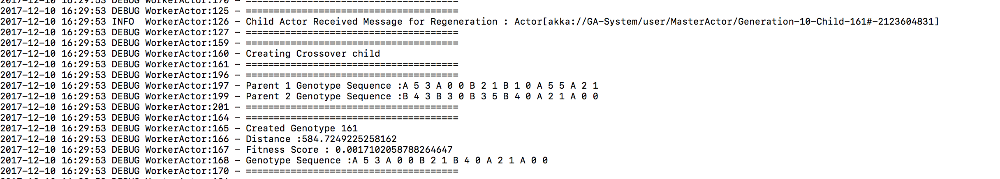 2017-12-10 16:29:53 DEBUG WorkerActor:170 - ======================================
2017-12-10 16:29:53 DEBUG WorkerActor:125 - ======================================
2017-12-10 16:29:53 INFO  WorkerActor:126 - Child Actor Received Message for Regeneration : Actor[akka://GA-System/user/MasterActor/Generation-10-Child-161#-2123604831]
2017-12-10 16:29:53 DEBUG WorkerActor:127 - ======================================
2017-12-10 16:29:53 DEBUG WorkerActor:159 - ======================================
2017-12-10 16:29:53 DEBUG WorkerActor:160 - Creating Crossover child
2017-12-10 16:29:53 DEBUG WorkerActor:161 - ======================================
2017-12-10 16:29:53 DEBUG WorkerActor:196 - ======================================
2017-12-10 16:29:53 DEBUG WorkerActor:197 - Parent 1 Genotype Sequence :A 5 3 A 0 0 B 2 1 B 1 0 A 5 5 A 2 1
2017-12-10 16:29:53 DEBUG WorkerActor:199 - Parent 2 Genotype Sequence :B 4 3 B 3 0 B 3 5 B 4 0 A 2 1 A 0 0
2017-12-10 16:29:53 DEBUG WorkerActor:201 - ======================================
2017-12-10 16:29:53 DEBUG WorkerActor:164 - ======================================
2017-12-10 16:29:53 DEBUG WorkerActor:165 - Created Genotype 161
2017-12-10 16:29:53 DEBUG WorkerActor:166 - Distance :584.7249225258162
2017-12-10 16:29:53 DEBUG WorkerActor:167 - Fitness Score : 0.0017102058788264647
2017-12-10 16:29:53 DEBUG WorkerActor:168 - Genotype Sequence :A 5 3 A 0 0 B 2 1 B 4 0 A 2 1 A 0 0
2017-12-10 16:29:53 DEBUG WorkerActor:170 - ======================================